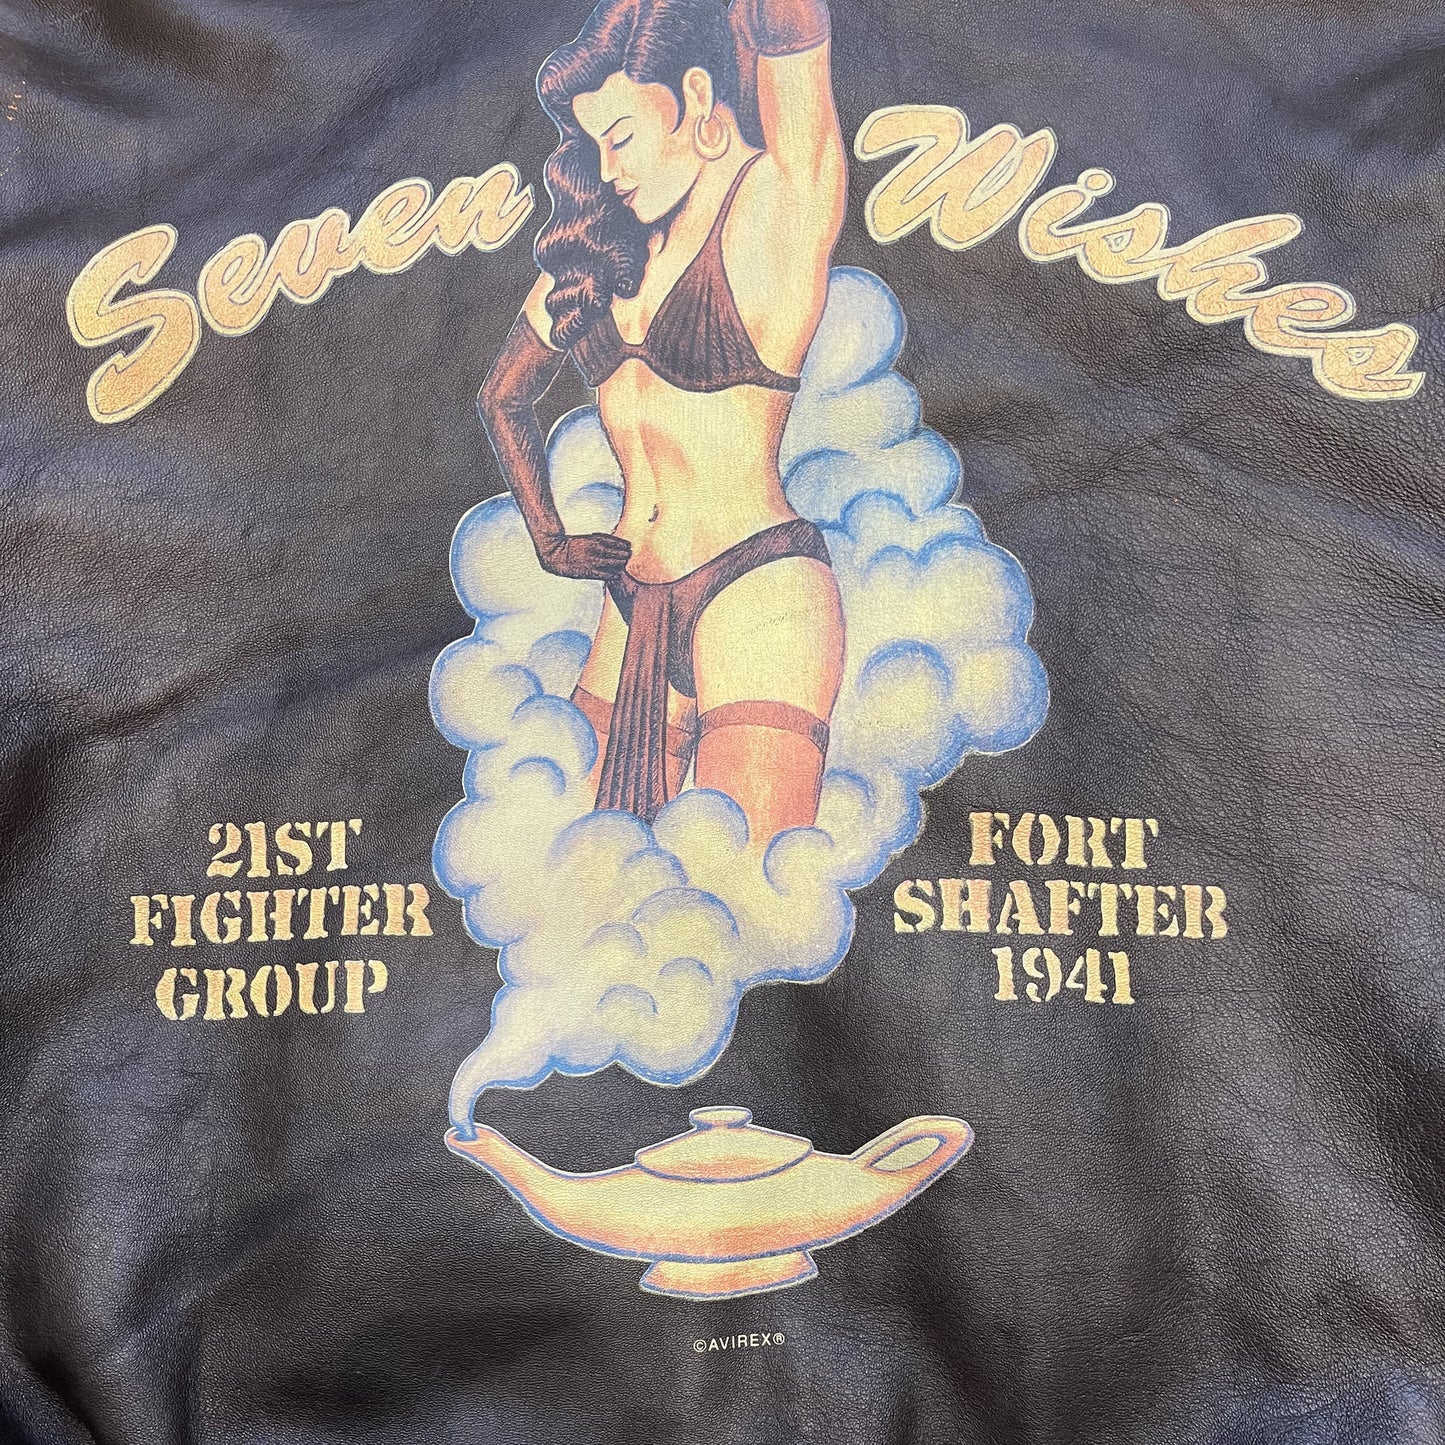 Seven Wishes
21ST
FIGHTER
GROUP
FORT
SHAFTER
1941
©AVIREX®